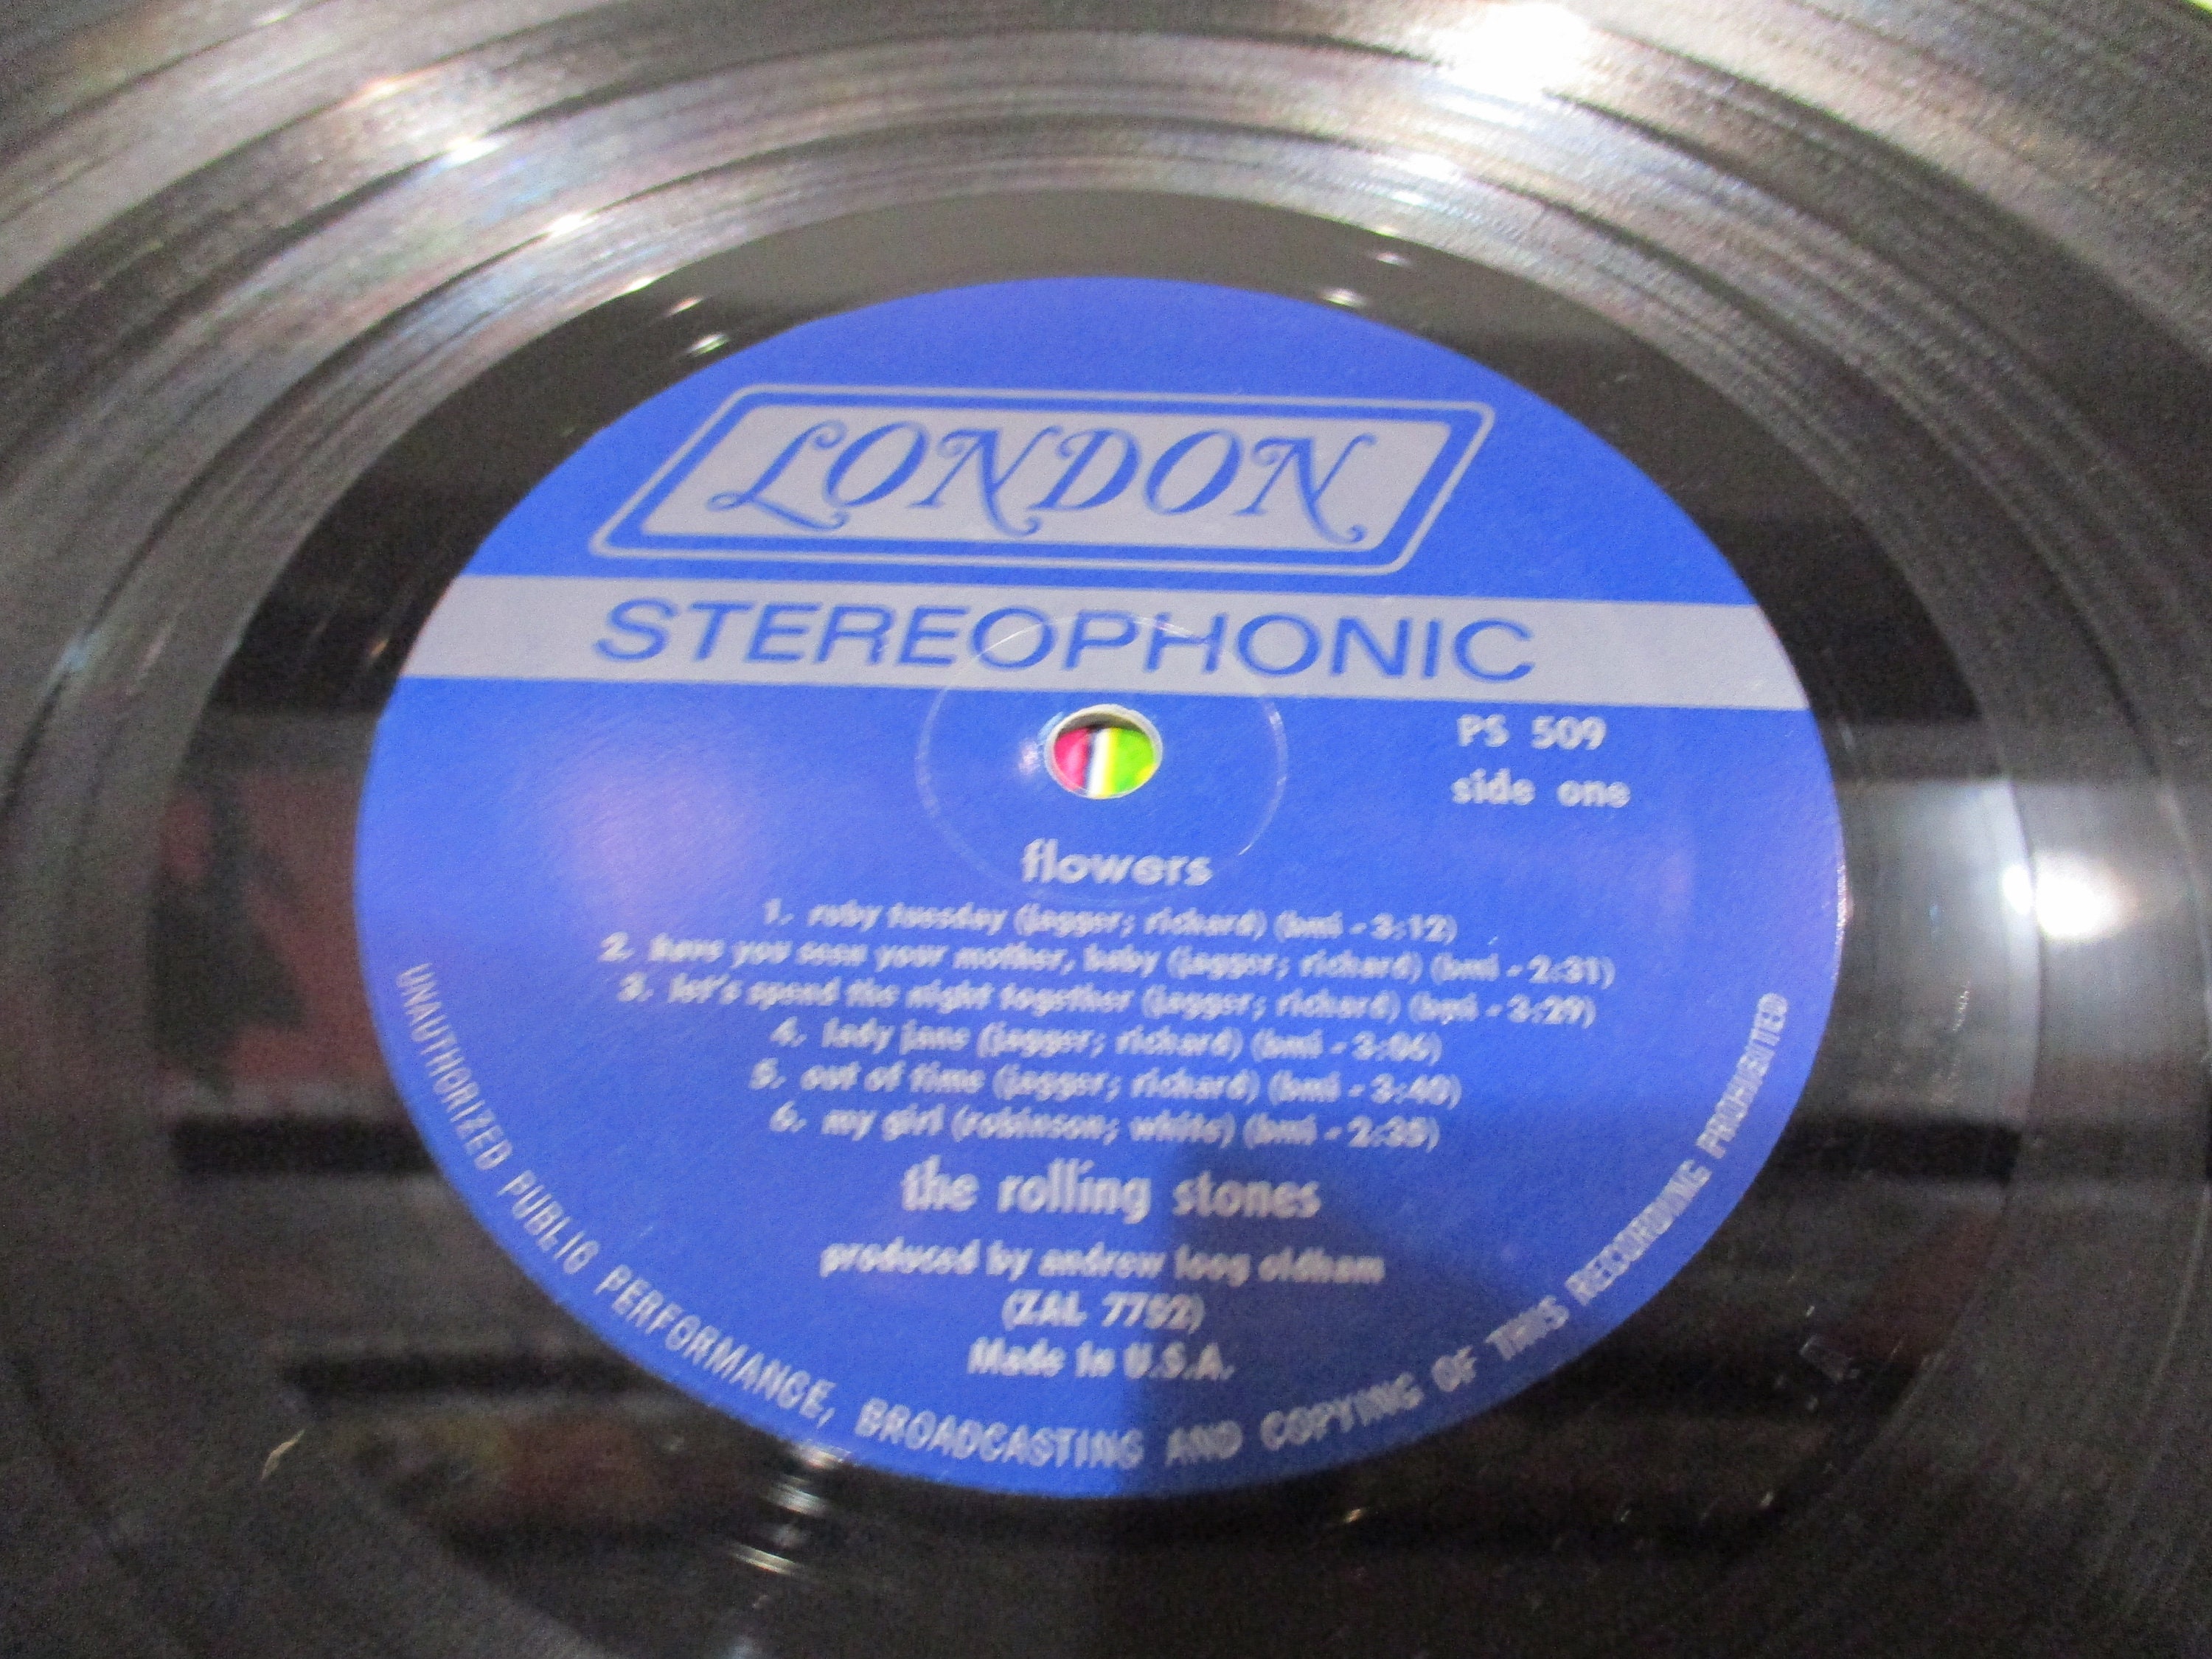 LONDON
STEREOPHONIC
PS 509
side one
flowers
1. ruby tuesday (jagger; richard) (bmi - 3:12)
2. have you seen your mother, baby (jagger; richard) (bmi - 2:31)
3. let's spend the night together (jagger; richard) (bmi - 3:29)
4. lady jane (jagger; richard) (bmi - 3:06)
5. out of time (jagger; richard) (bmi - 3:40)
6. my girl (robinson; white) (bmi - 2:35)
the rolling stones
produced by andrew loog oldham
(ZAL 7752)
Made in U.S.A.
UNAUTHORIZED PUBLIC PERFORMANCE, BROADCASTING AND COPYING OF THIS RECORDING PROHIBITED